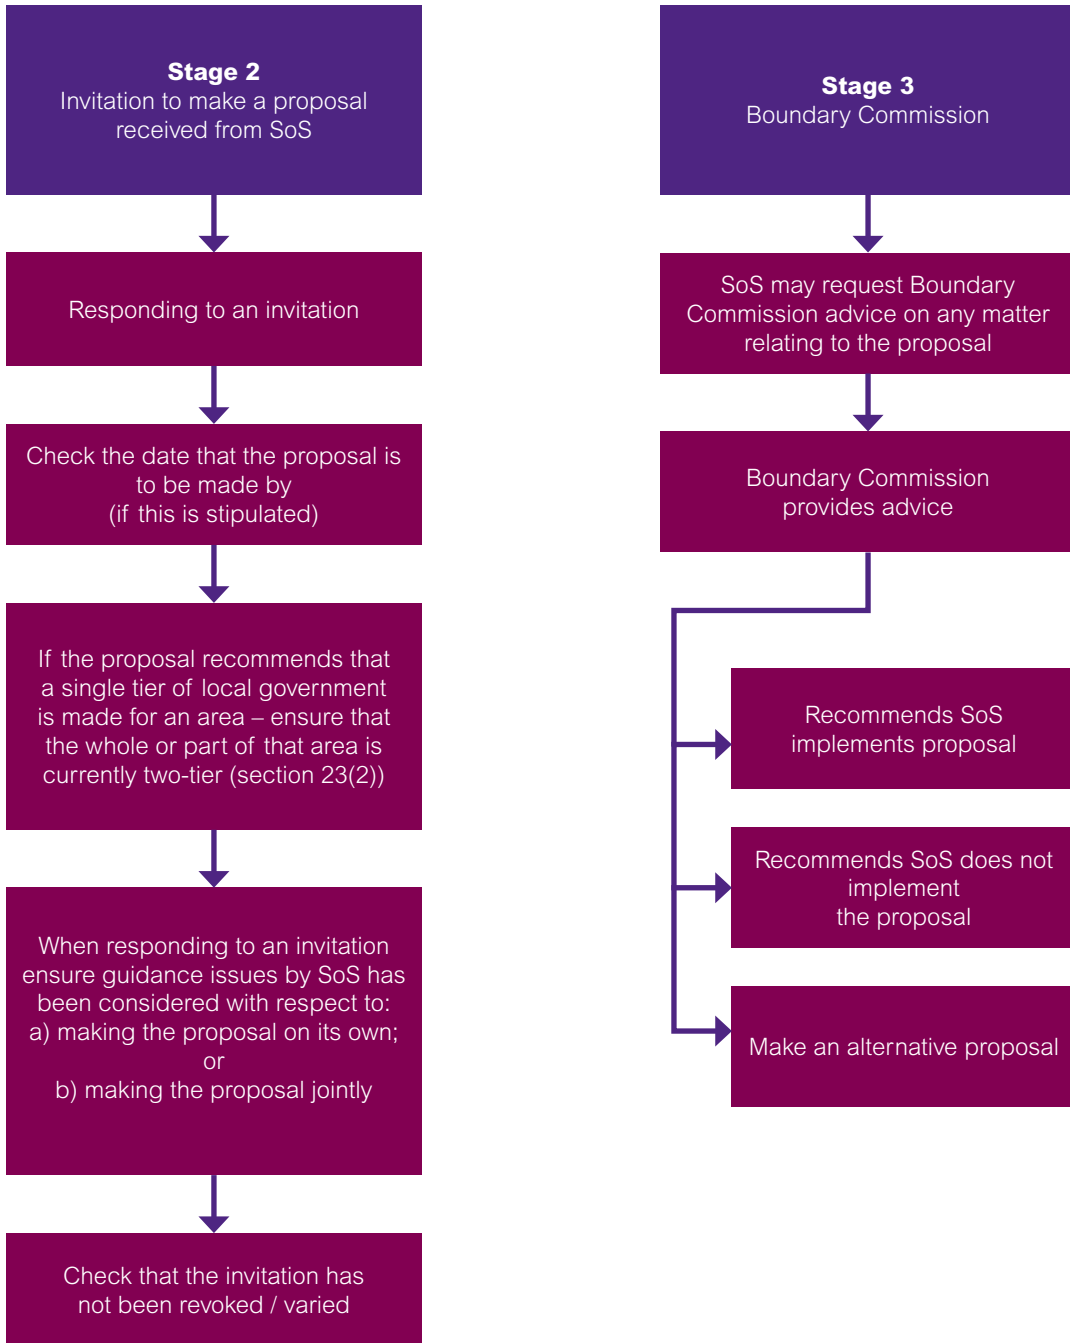 Stage 2
Invitation to make a proposal
received from SoS
Responding to an invitation
Check the date that the proposal is
to be made by
(if this is stipulated)
If the proposal recommends that
a single tier of local government
is made for an area – ensure that
the whole or part of that area is
currently two-tier (section 23(2))
When responding to an invitation
ensure guidance issues by SoS has
been considered with respect to:
a) making the proposal on its own;
or
b) making the proposal jointly
Check that the invitation has
not been revoked / varied
Stage 3
Boundary Commission
SoS may request Boundary
Commission advice on any matter
relating to the proposal
Boundary Commission
provides advice
Recommends SoS
implements proposal
Recommends SoS does not
implement
the proposal
Make an alternative proposal